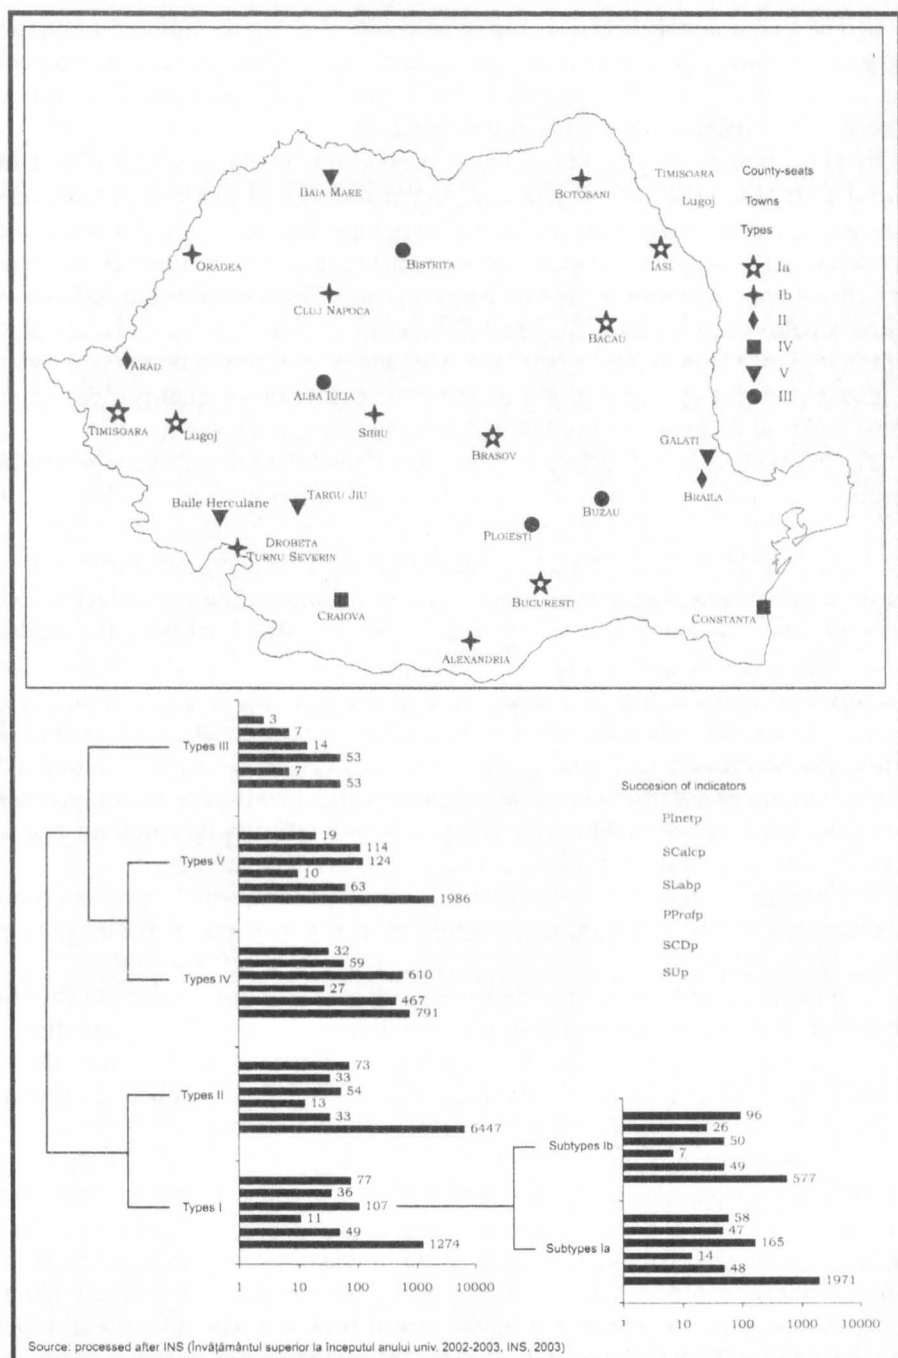 BAIA MARE
BOTOSANI
TIMISOARA County-seats
Lugoj Towns
Types
ORADEA
BISTRITA
IASI
Ia
Ib
CLUJ NAPOCA
II
BACAU
IV
ARAD
V
ALBA IULIA
III
TIMISOARA
Lugoj
SIBIU
BRASOV
GALATI
BRAILA
Baile Herculane
TARGU JIU
BUZAU
PLOIESTI
DROBETA
TURNU SEVERIN
BUCURESTI
CRAIOVA
CONSTANTA
ALEXANDRIA
Types III
3
7
14
53
7
53
Succesion of indicators
PInetp
SCalcp
SLabp
PProfp
SCDp
SUp
Types V
19
114
124
10
63
1986
Types IV
32
59
610
27
467
791
Types II
73
33
54
13
33
6447
Subtypes Ib
96
26
50
7
49
577
Types I
77
36
107
11
49
1274
Subtypes Ia
58
47
165
14
48
1971
1 10 100 1000 10000
1 10 100 1000 10000
Source: processed after INS (Învățământul superior la începutul anului univ. 2002-2003, INS, 2003)